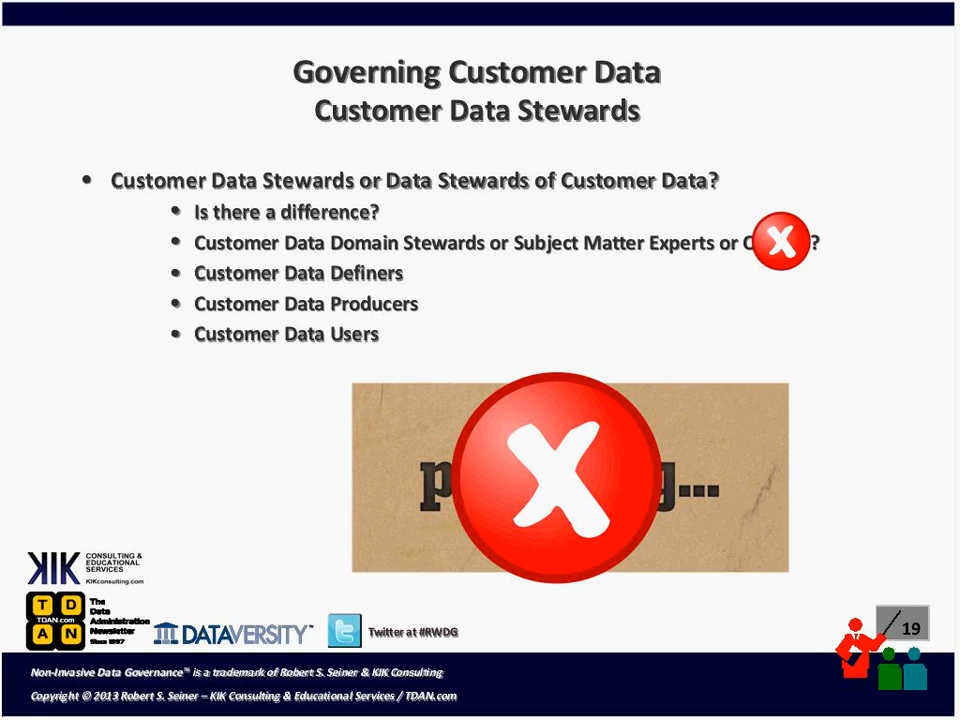 Governing Customer Data
Customer Data Stewards
• Customer Data Stewards or Data Stewards of Customer Data?
• Is there a difference?
• Customer Data Domain Stewards or Subject Matter Experts or ?
• Customer Data Definers
• Customer Data Producers
• Customer Data Users
KIK CONSULTING &
EDUCATIONAL
SERVICES
KIKconsulting.com
T D
TDAN.com
A N
The
Data
Administration
Newsletter
Since 1997
DATAVERSITY™
Twitter at #RWDG
19
Non-Invasive Data Governance™ is a trademark of Robert S. Seiner & KIK Consulting
Copyright © 2013 Robert S. Seiner – KIK Consulting & Educational Services / TDAN.com